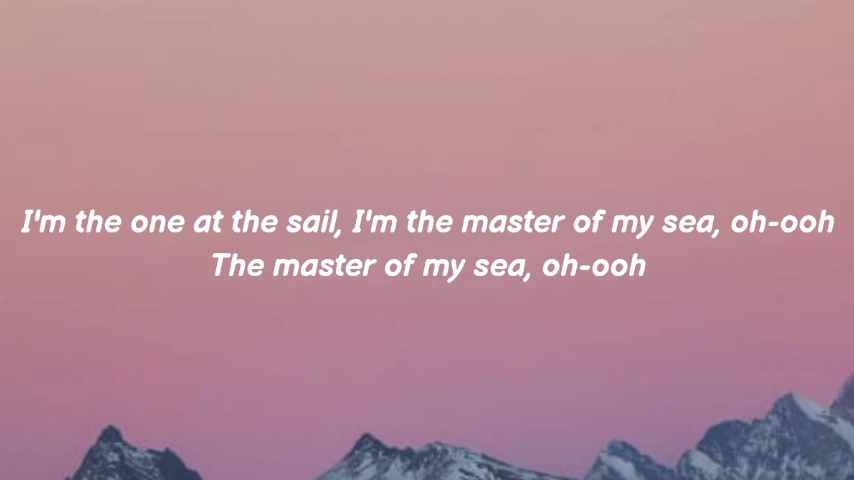 I'm the one at the sail, I'm the master of my sea, oh-ooh
The master of my sea, oh-ooh